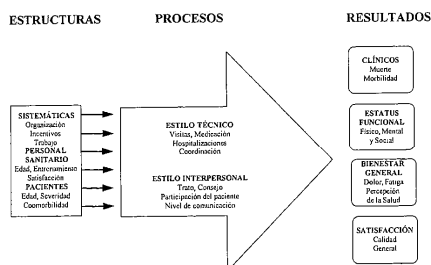 ESTRUCTURAS
PROCESOS
RESULTADOS
SISTEMÁTICAS
Organización
Incentivos
Trabajo
PERSONAL
SANITARIO
Edad, Entrenamiento
Satisfacción
PACIENTES
Edad, Severidad
Coomorbilidad
ESTILO TÉCNICO
Visitas, Medicación
Hospitalizaciones
Coordinación
ESTILO INTERPERSONAL
Trato, Consejo
Participación del paciente
Nivel de comunicación
CLÍNICOS
Muerte
Morbilidad
ESTATUS
FUNCIONAL
Físico, Mental
y Social
BIENESTAR
GENERAL
Dolor, Fatiga
Percepción
de la Salud
SATISFACCIÓN
Calidad
General